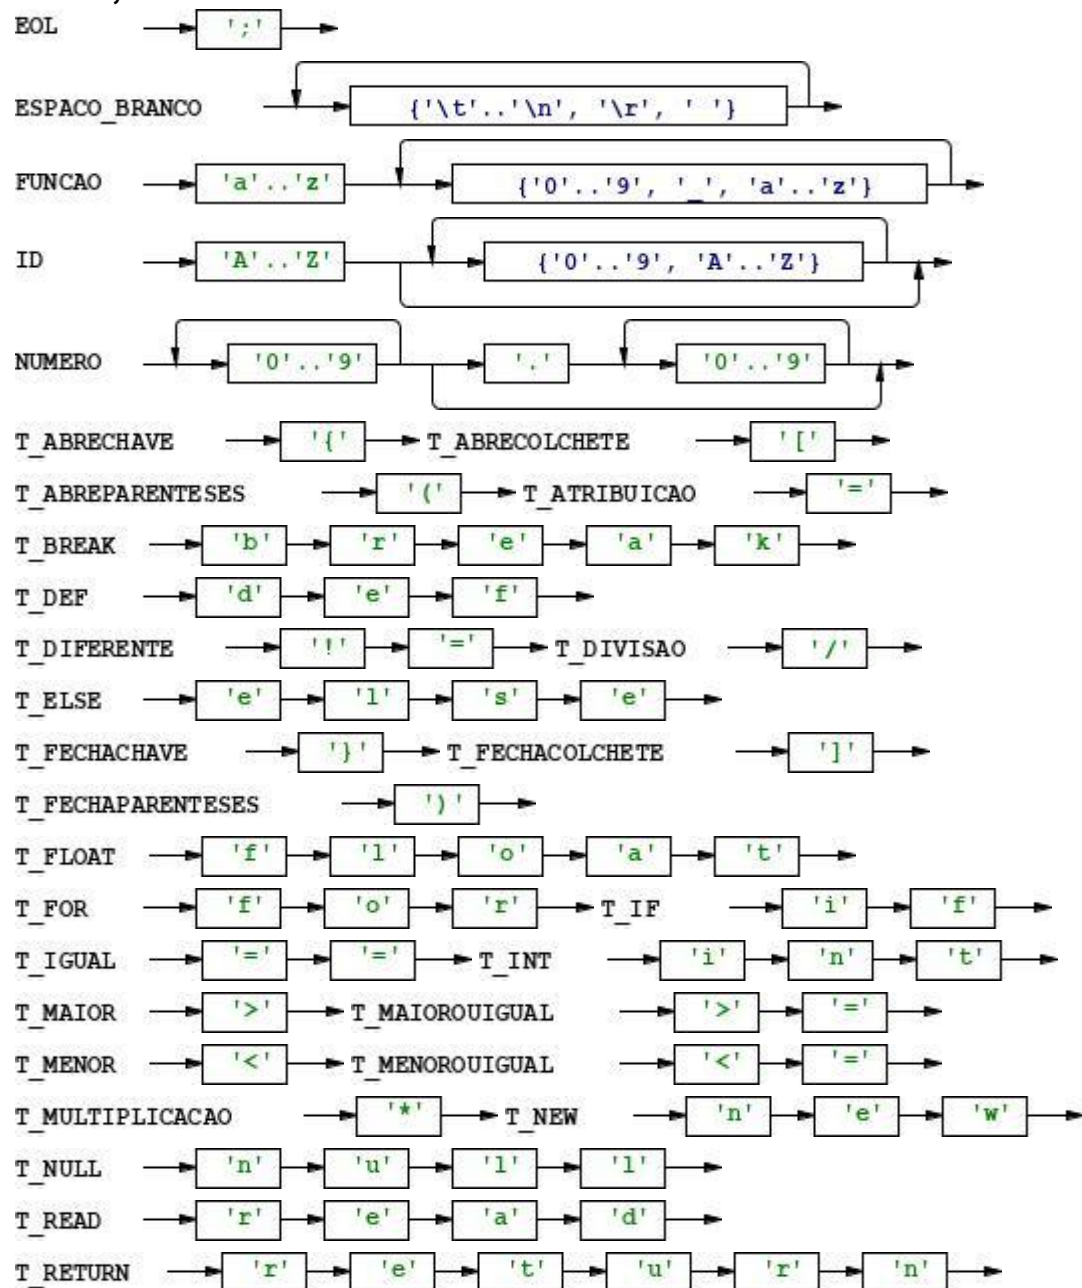 EOL ';'
ESPACO_BRANCO {'\t'..'\n', '\r', ' '}
FUNCAO 'a'..'z' {'0'..'9', '_', 'a'..'z'}
ID 'A'..'Z' {'0'..'9', 'A'..'Z'}
NUMERO '0'..'9' '.' '0'..'9'
T_ABRECHAVE '{' T_ABRECOLCHETE '['
T_ABREPARENTESES '(' T_ATRIBUICAO '='
T_BREAK 'b' 'r' 'e' 'a' 'k'
T_DEF 'd' 'e' 'f'
T_DIFERENTE '!' '=' T_DIVISAO '/'
T_ELSE 'e' 'l' 's' 'e'
T_FECHACHAVE '}' T_FECHACOLCHETE ']'
T_FECHAPARENTESES ')'
T_FLOAT 'f' 'l' 'o' 'a' 't'
T_FOR 'f' 'o' 'r' T_IF 'i' 'f'
T_IGUAL '=' '=' T_INT 'i' 'n' 't'
T_MAIOR '>' T_MAIOROUIGUAL '>' '='
T_MENOR '<' T_MENOROUIGUAL '<' '='
T_MULTIPLICACAO '*' T_NEW 'n' 'e' 'w'
T_NULL 'n' 'u' 'l' 'l'
T_READ 'r' 'e' 'a' 'd'
T_RETURN 'r' 'e' 't' 'u' 'r' 'n'